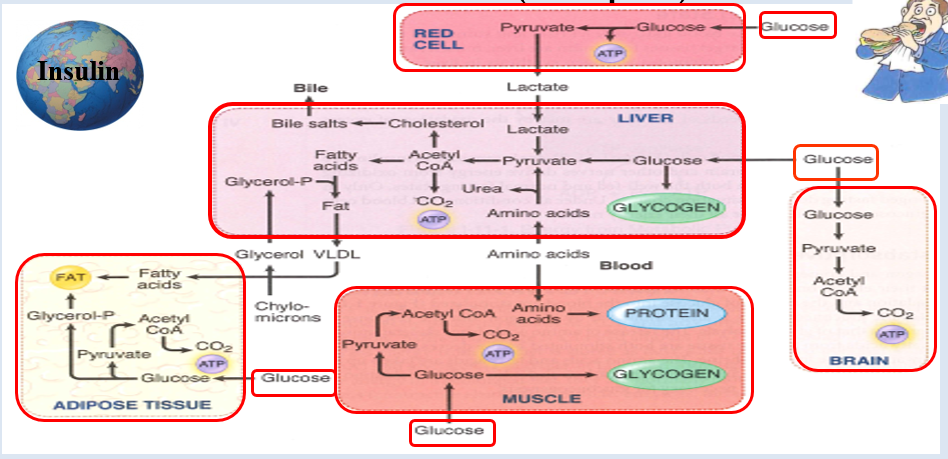 Insulin
RED
CELL
Pyruvate
Glucose
Glucose
ATP
Lactate
Bile
LIVER
Bile salts
Cholesterol
Lactate
Fatty
acids
Acetyl
CoA
Pyruvate
Glucose
Glucose
Glycerol-P
Urea
Fat
CO2
ATP
Amino acids
GLYCOGEN
Glucose
Pyruvate
Acetyl
CoA
CO2
ATP
BRAIN
Glycerol
VLDL
Amino acids
Blood
FAT
Fatty
acids
Chylo-
microns
Glycerol-P
Acetyl
CoA
Pyruvate
CO2
ATP
Glucose
Glucose
ADIPOSE TISSUE
Acetyl CoA
Amino
acids
PROTEIN
Pyruvate
CO2
ATP
Glucose
GLYCOGEN
MUSCLE
Glucose